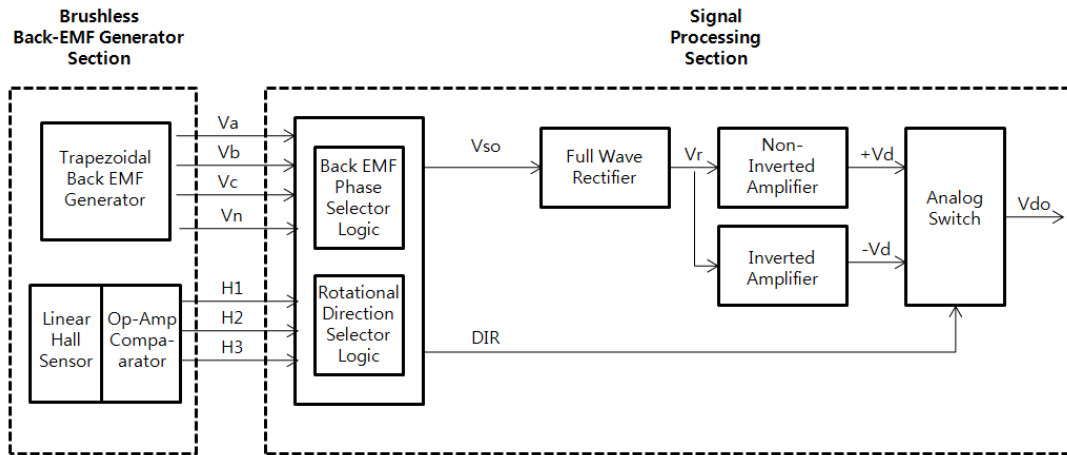 Brushless
Back-EMF Generator
Section
Signal
Processing
Section
Trapezoidal
Back EMF
Generator
Va
Vb
Vc
Vn
Linear
Hall
Sensor
Op-Amp
Compa-
arator
H1
H2
H3
Back EMF
Phase
Selector
Logic
Rotational
Direction
Selector
Logic
Vso
DIR
Full Wave
Rectifier
Vr
Non-
Inverted
Amplifier
Inverted
Amplifier
+Vd
-Vd
Analog
Switch
Vdo